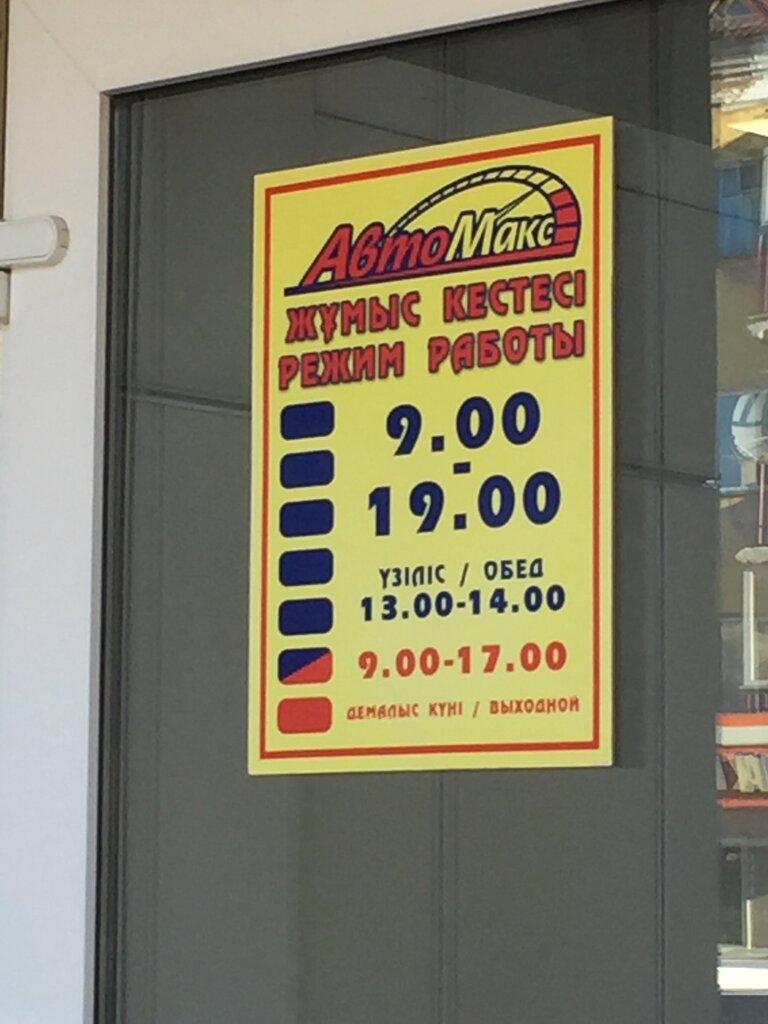 АвтоМакс
ЖҰМЫС КЕСТЕСІ
РЕЖИМ РАБОТЫ
9.00
-
19.00
ҮЗІЛІС / ОБЕД
13.00-14.00
9.00-17.00
ДЕМАЛЫС КҮНІ / ВЫХОДНОЙ